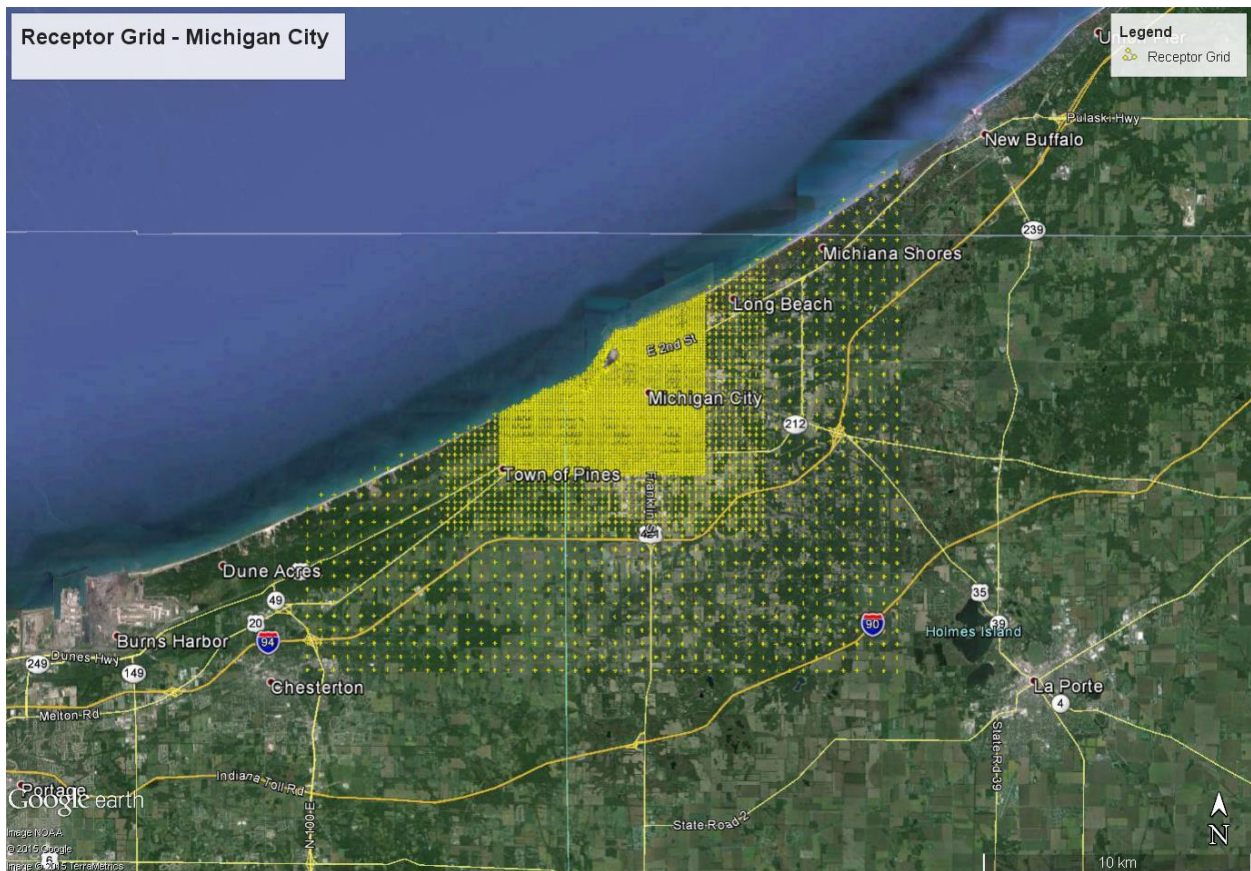 Receptor Grid - Michigan City
Legend
Receptor Grid
Pulaski Hwy
New Buffalo
239
Michiana Shores
Long Beach
E 2nd St
Michigan City
212
Town of Pines
Franklin St
421
Dune Acres
49
20
94
Burns Harbor
Dunes Hwy
249
149
Chesterton
Melton Rd
35
39
Holmes Island
90
La Porte
4
State Rd 39
Indiana Toll Rd
Portage
Google earth
N 100 E
State Road 2
Image NOAA
© 2015 Google
Image © 2015 TerraMetrics
6
N
10 km